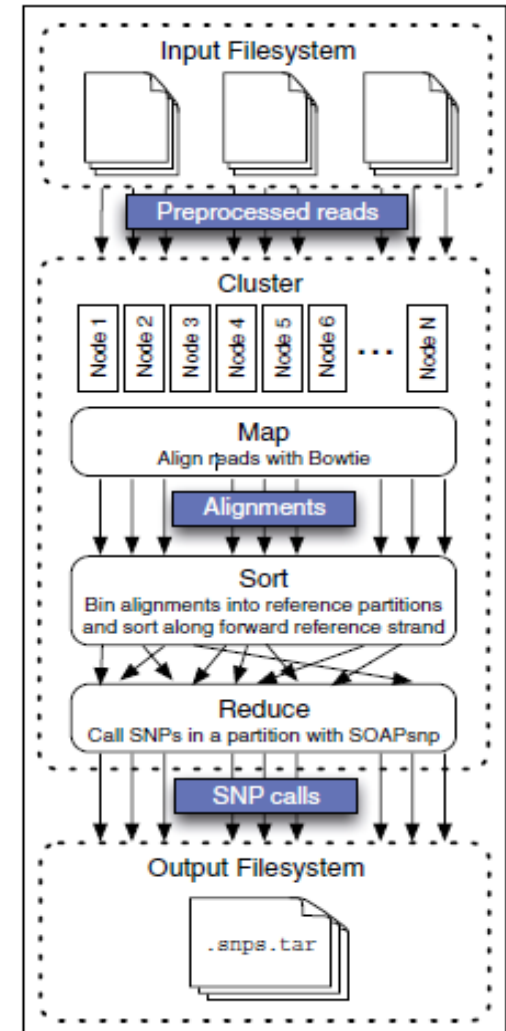 Input Filesystem
Preprocessed reads
Cluster
Node 1
Node 2
Node 3
Node 4
Node 5
Node 6
...
Node N
Map
Align reads with Bowtie
Alignments
Sort
Bin alignments into reference partitions
and sort along forward reference strand
Reduce
Call SNPs in a partition with SOAPsnp
SNP calls
Output Filesystem
.snps.tar